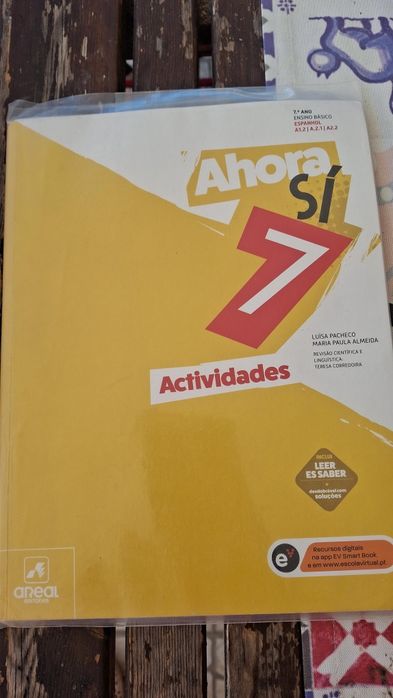 7.º ANO
ENSINO BÁSICO
ESPANHOL
A1.2 | A.2.1 | A2.2
Ahora
SÍ
7
LUÍSA PACHECO
MARIA PAULA ALMEIDA
REVISÃO CIENTÍFICA E
LINGUÍSTICA:
TERESA CORREDOIRA
Actividades
INCLUI
LEER
ES SABER
+
desdobrável com
soluções
Recursos digitais
na app EV Smart Book
e em www.escolavirtual.pt
e
areal
EDITORES